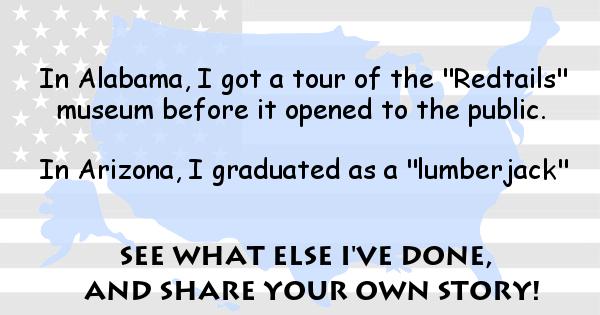 In Alabama, I got a tour of the "Redtails"
museum before it opened to the public.
In Arizona, I graduated as a "lumberjack"
SEE WHAT ELSE I'VE DONE,
AND SHARE YOUR OWN STORY!